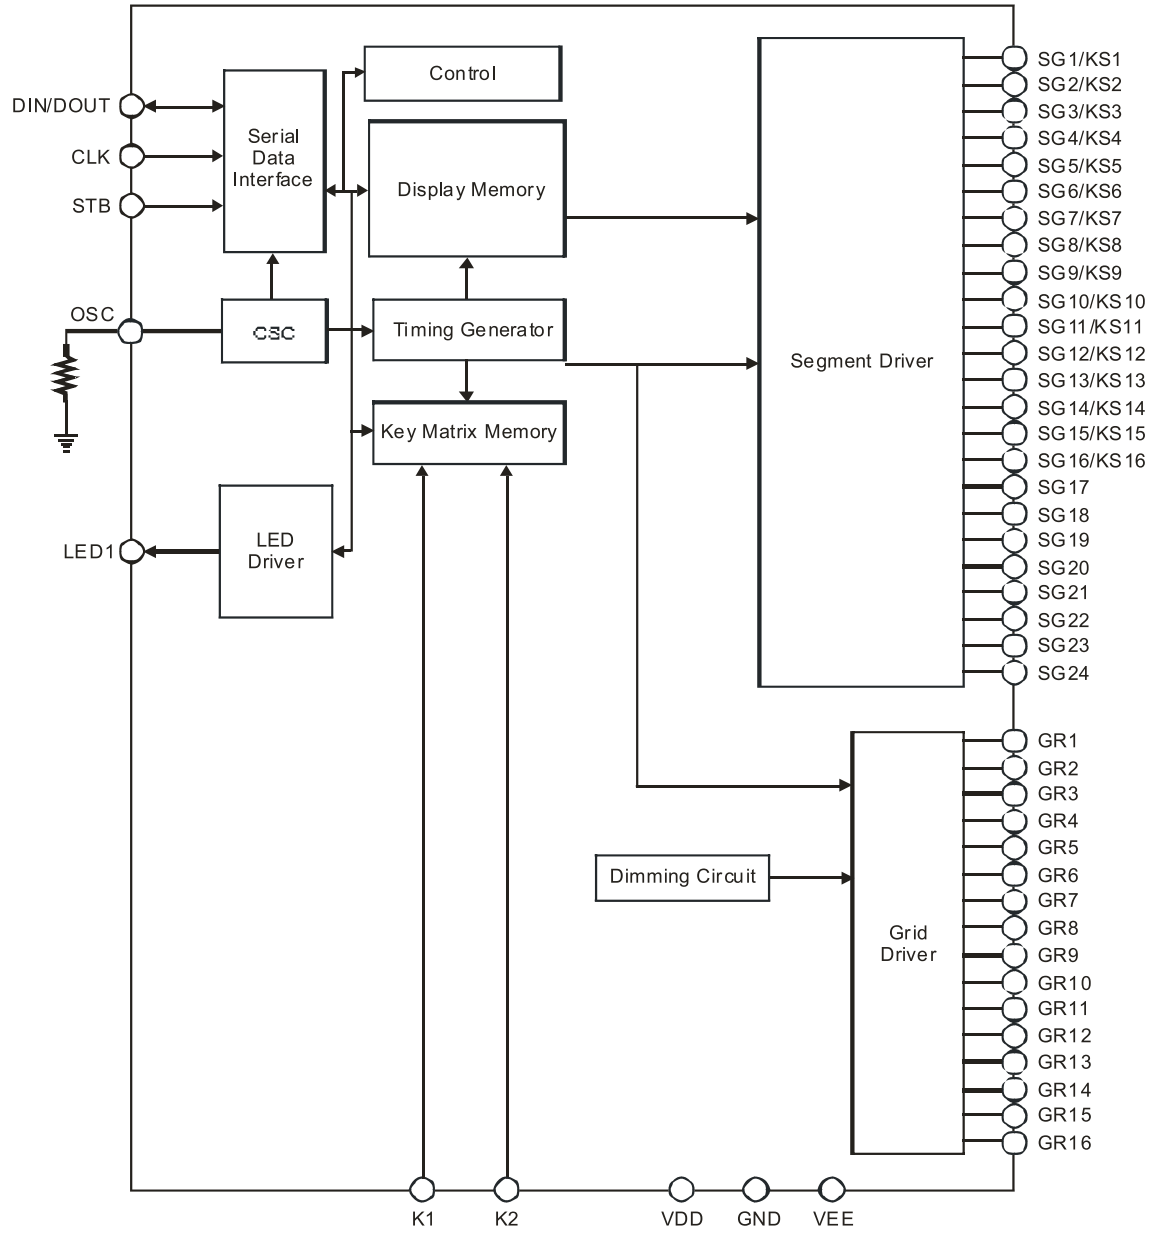 Control
DIN/DOUT
CLK
STB
Serial
Data
Interface
Display Memory
OSC
OSC
Timing Generator
Key Matrix Memory
LED1
LED
Driver
Segment Driver
SG1/KS1
SG2/KS2
SG3/KS3
SG4/KS4
SG5/KS5
SG6/KS6
SG7/KS7
SG8/KS8
SG9/KS9
SG10/KS10
SG11/KS11
SG12/KS12
SG13/KS13
SG14/KS14
SG15/KS15
SG16/KS16
SG17
SG18
SG19
SG20
SG21
SG22
SG23
SG24
Dimming Circuit
Grid
Driver
GR1
GR2
GR3
GR4
GR5
GR6
GR7
GR8
GR9
GR10
GR11
GR12
GR13
GR14
GR15
GR16
K1
K2
VDD
GND
VEE